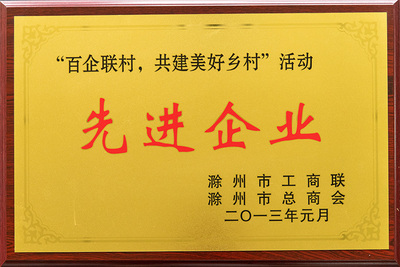 “百企联村，共建美好乡村”活动
先进企业
滁州市工商联
滁州市总商会
二〇一三年元月